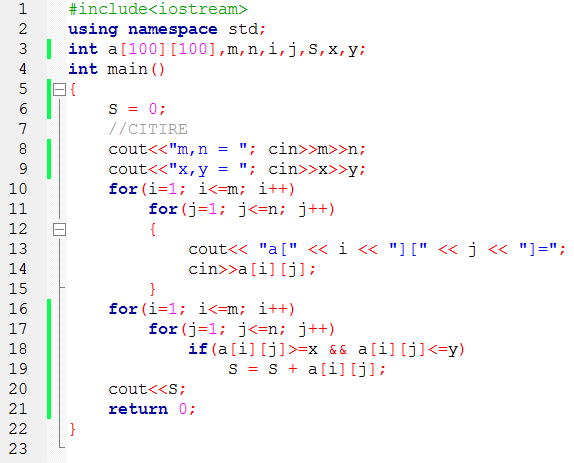 1 #include<iostream>
2 using namespace std;
3 int a[100][100],m,n,i,j,S,x,y;
4 int main()
5 {
6     S = 0;
7     //CITIRE
8     cout<<"m,n = "; cin>>m>>n;
9     cout<<"x,y = "; cin>>x>>y;
10     for(i=1; i<=m; i++)
11         for(j=1; j<=n; j++)
12         {
13             cout<< "a[" << i << "][" << j << "]=";
14             cin>>a[i][j];
15         }
16     for(i=1; i<=m; i++)
17         for(j=1; j<=n; j++)
18             if(a[i][j]>=x && a[i][j]<=y)
19                 S = S + a[i][j];
20     cout<<S;
21     return 0;
22 }
23